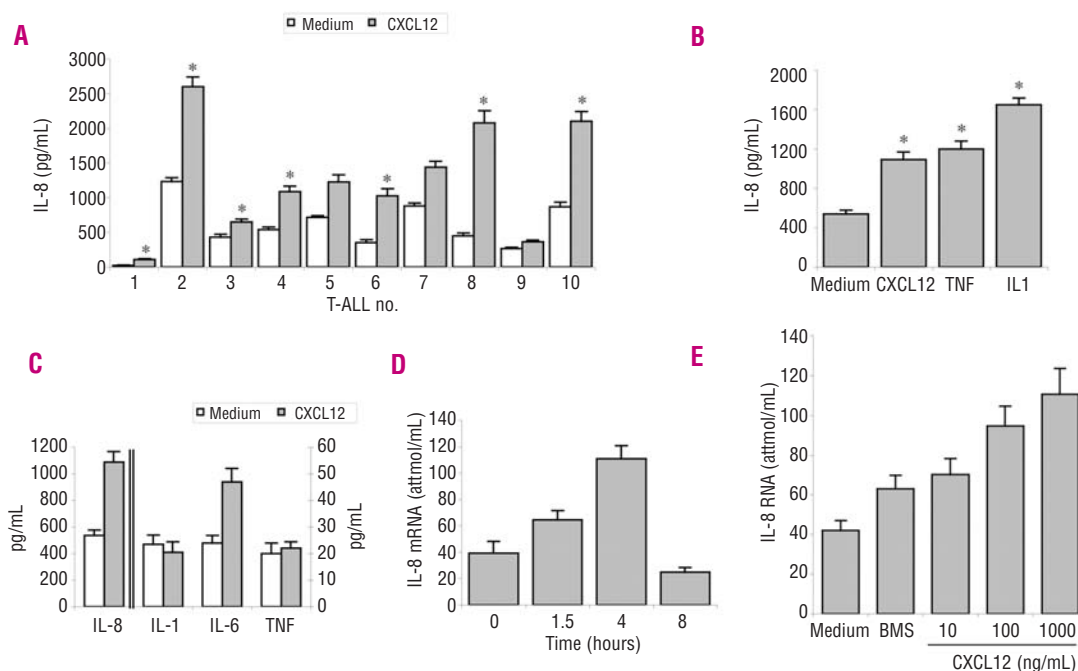 Medium CXCL12
A
3000
2500
2000
1500
1000
500
0
IL-8 (pg/mL)
* * * * * * *
1 2 3 4 5 6 7 8 9 10
T-ALL no.
B
2000
1600
1200
800
400
0
IL-8 (pg/mL)
* * *
Medium CXCL12 TNF IL1
C
Medium CXCL12
1200
1000
800
600
400
200
0
pg/mL
60
50
40
30
20
10
0
pg/mL
IL-8 IL-1 IL-6 TNF
D
140
120
100
80
60
40
20
0
IL-8 mRNA (attmol/mL)
0 1.5 4 8
Time (hours)
E
140
120
100
80
60
40
20
0
IL-8 RNA (attmol/mL)
Medium BMS 10 100 1000
CXCL12 (ng/mL)